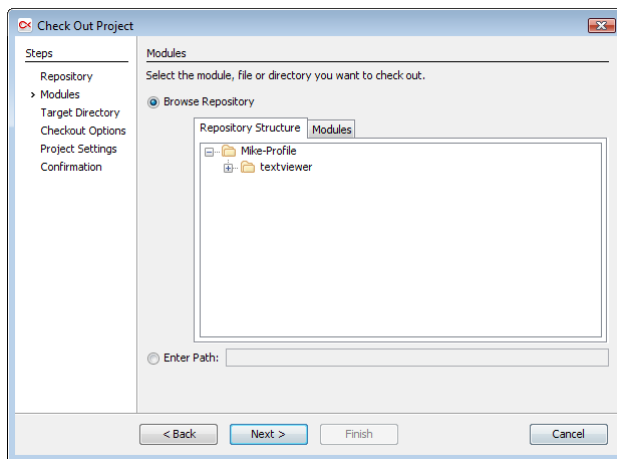 Check Out Project
Steps
Repository
Modules
Target Directory
Checkout Options
Project Settings
Confirmation
Modules
Select the module, file or directory you want to check out.
Browse Repository
Repository Structure
Modules
Mike-Profile
textviewer
Enter Path:
< Back
Next >
Finish
Cancel